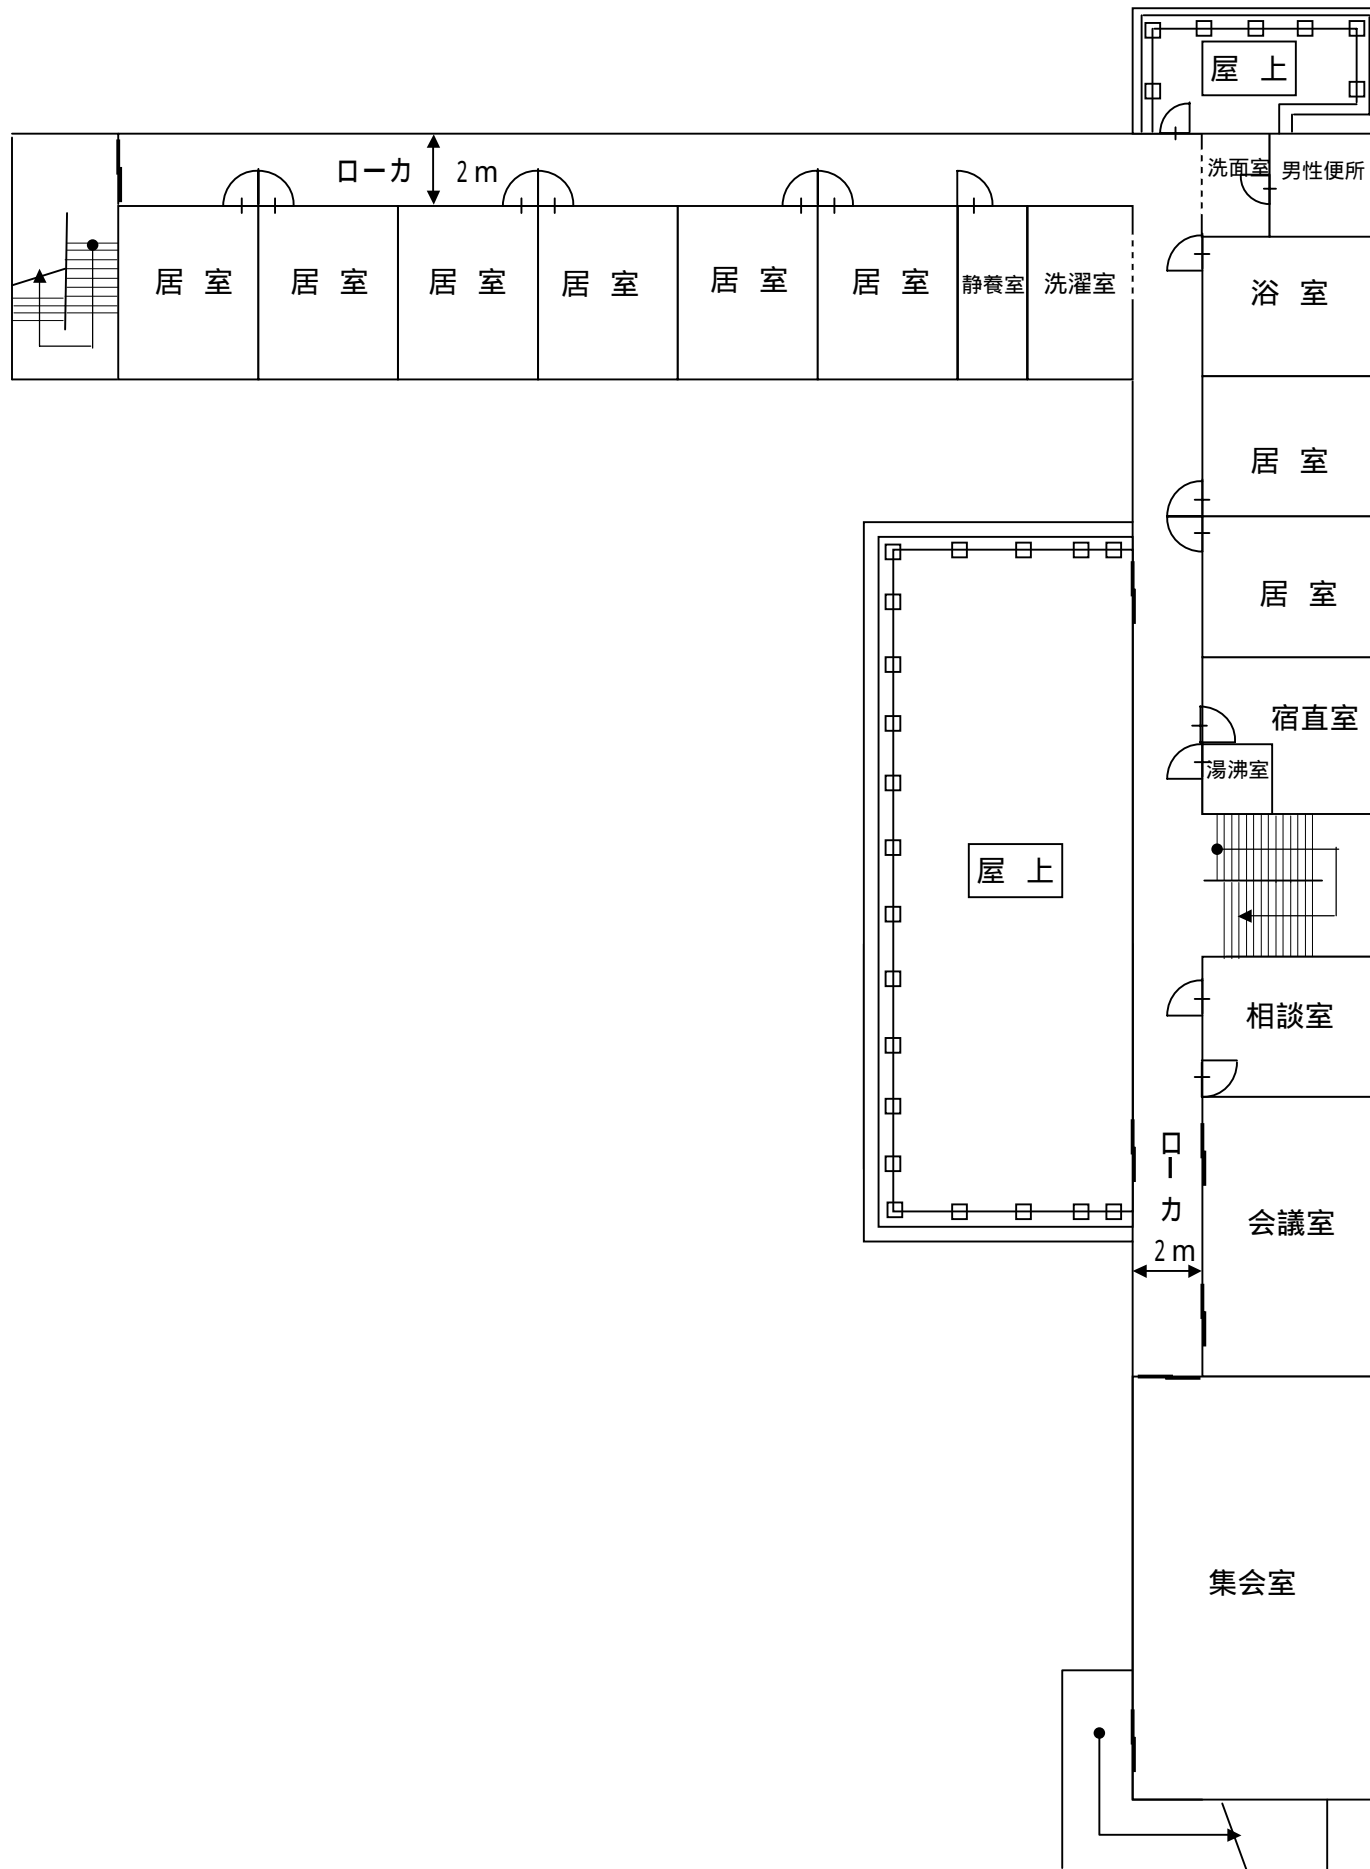 屋 上
ローカ 2m
洗面室 男性便所
居 室 居 室 居 室 居 室 居 室 居 室 静養室 洗濯室
浴 室
居 室
居 室
宿直室
湯沸室
屋 上
相談室
ローカ
2m
会議室
集会室